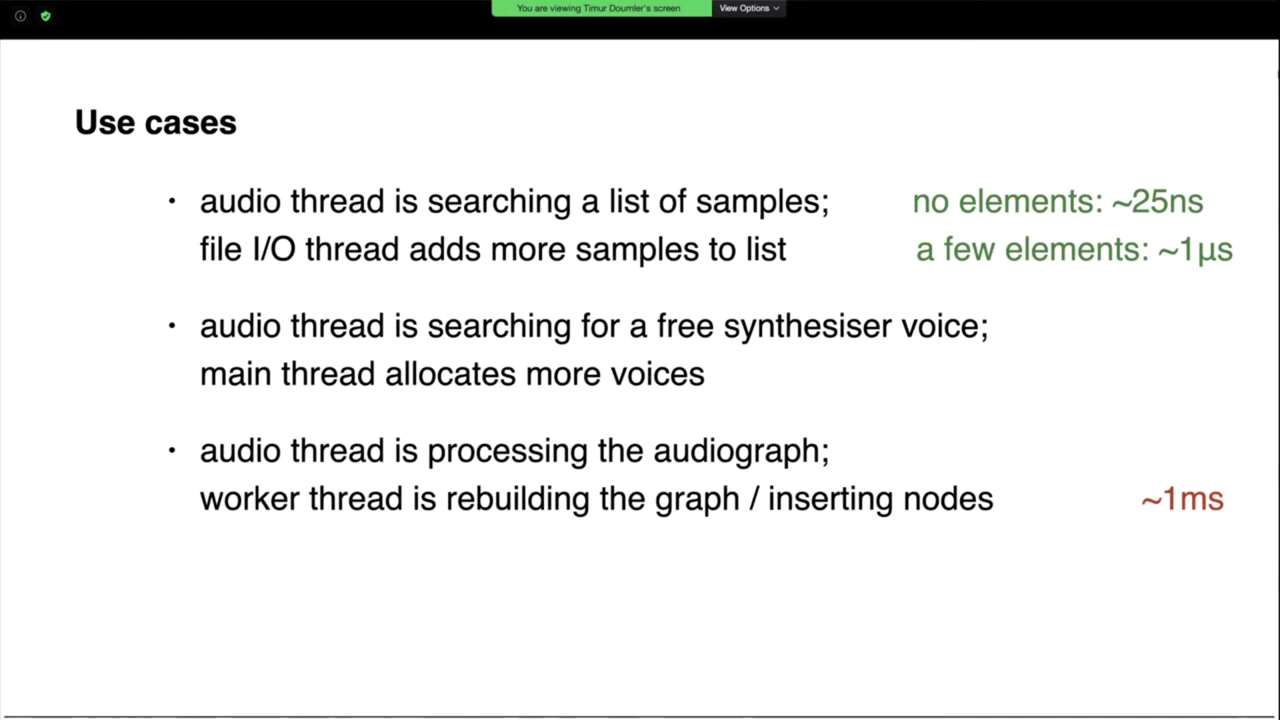 You are viewing Timur Doumler's screen View Options
Use cases
• audio thread is searching a list of samples; no elements: ~25ns
file I/O thread adds more samples to list a few elements: ~1μs
• audio thread is searching for a free synthesiser voice;
main thread allocates more voices
• audio thread is processing the audiograph;
worker thread is rebuilding the graph / inserting nodes ~1ms